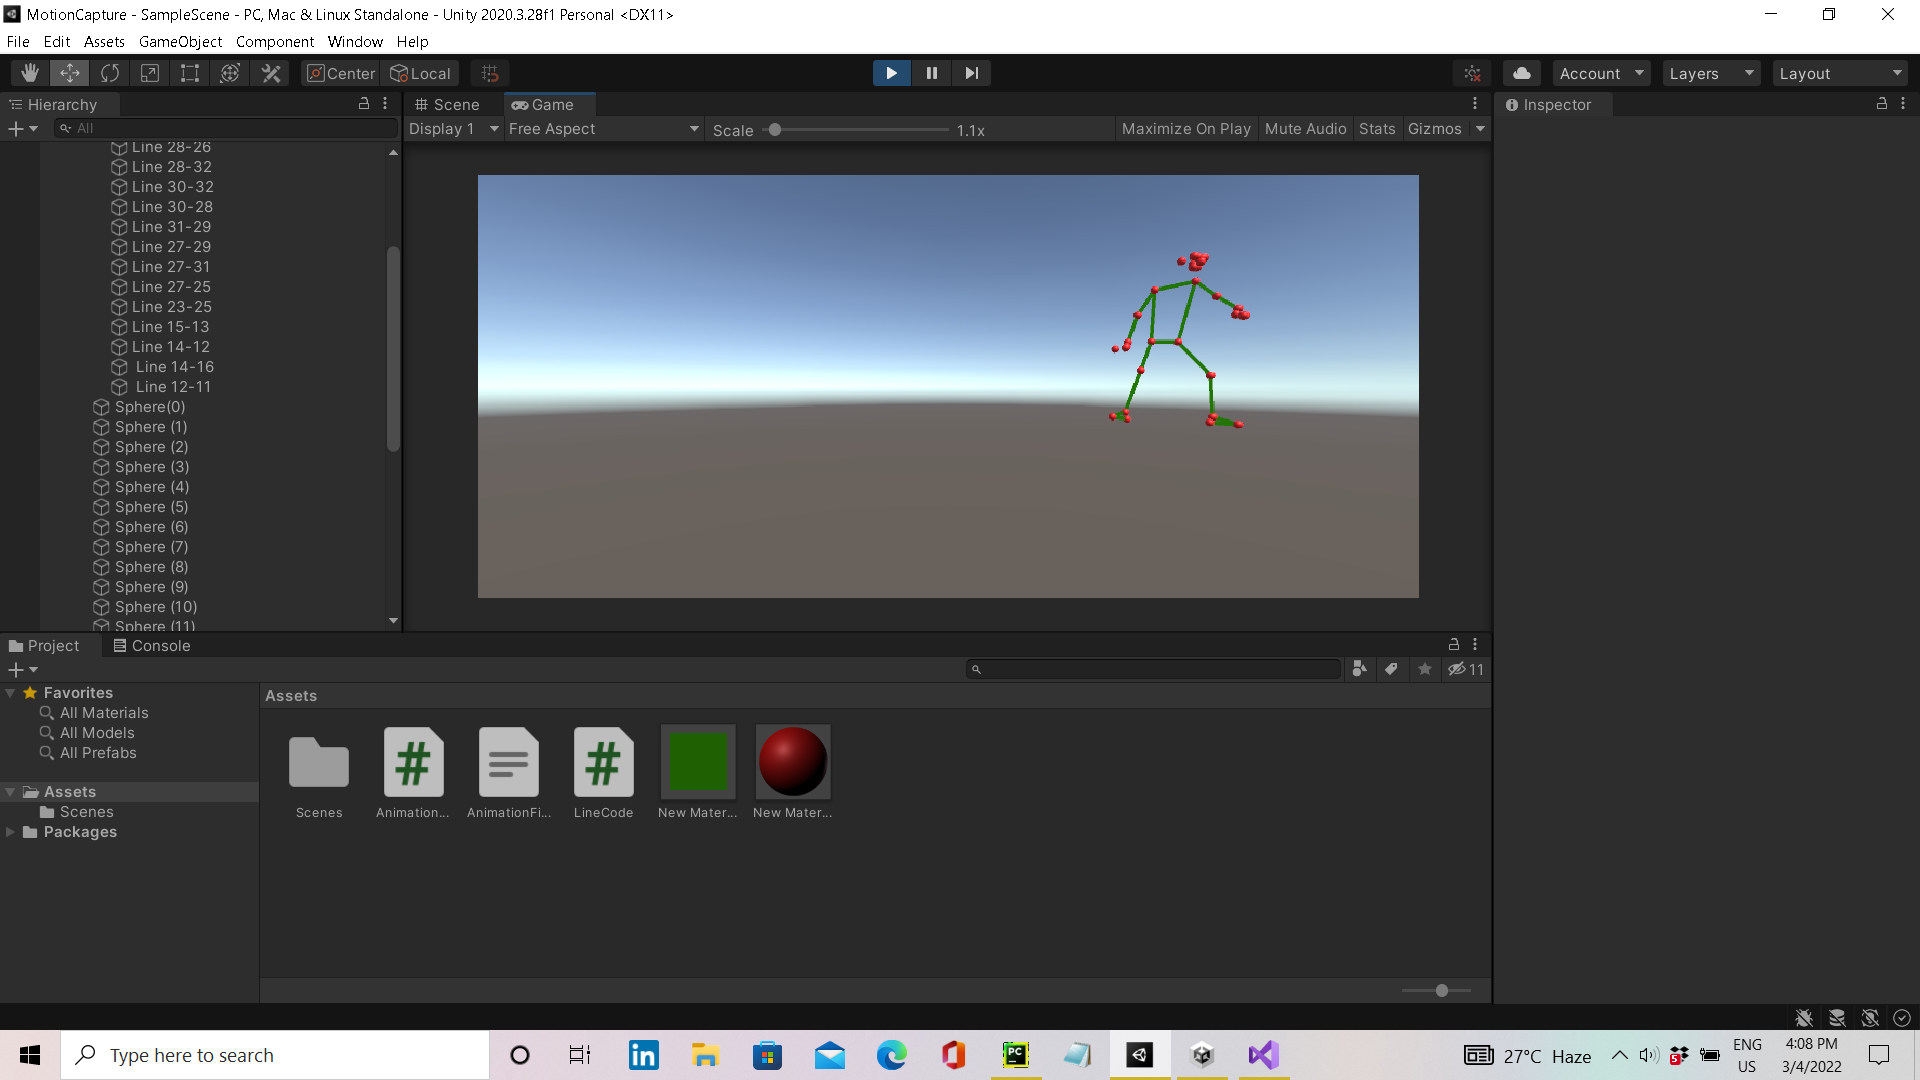 MotionCapture - SampleScene - PC, Mac & Linux Standalone - Unity 2020.3.28f1 Personal <DX11>
File Edit Assets GameObject Component Window Help
Center Local Account Layers Layout
Hierarchy
All
Line 28-26
Line 28-32
Line 30-32
Line 30-28
Line 31-29
Line 27-29
Line 27-31
Line 27-25
Line 23-25
Line 15-13
Line 14-12
Line 14-16
Line 12-11
Sphere(0)
Sphere (1)
Sphere (2)
Sphere (3)
Sphere (4)
Sphere (5)
Sphere (6)
Sphere (7)
Sphere (8)
Sphere (9)
Sphere (10)
Sphere (11)
Scene Game
Display 1 Free Aspect Scale 1.1x Maximize On Play Mute Audio Stats Gizmos
Inspector
Project Console
11
Favorites
All Materials
All Models
All Prefabs
Assets
Scenes
Packages
Assets
Scenes Animation... AnimationFi... LineCode New Mater... New Mater...
Type here to search
in
PC
27°C Haze
5
ENG
US
4:08 PM
3/4/2022